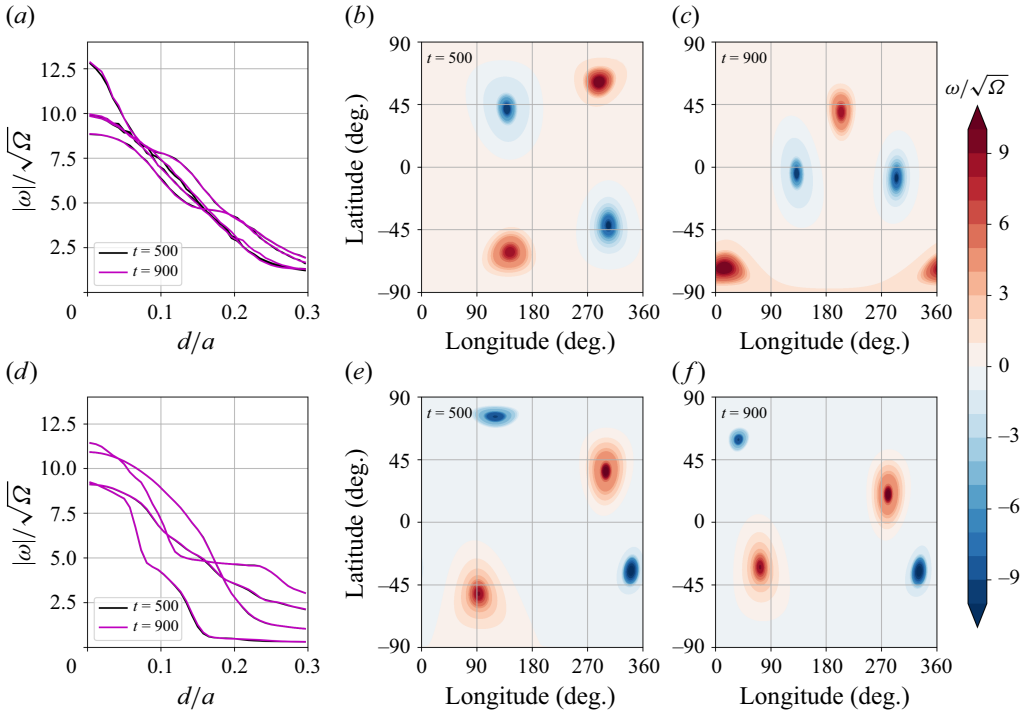 (a)
12.5
10.0
7.5
5.0
2.5
0
0.1
0.2
0.3
|ω|/√Ω
d/a
t = 500
t = 900
(b)
t = 500
90
45
0
–45
–90
0
90
180
270
360
Latitude (deg.)
Longitude (deg.)
(c)
t = 900
90
45
0
–45
–90
0
90
180
270
360
Longitude (deg.)
ω/√Ω
9
6
3
0
–3
–6
–9
(d)
12.5
10.0
7.5
5.0
2.5
0
0.1
0.2
0.3
|ω|/√Ω
d/a
t = 500
t = 900
(e)
t = 500
90
45
0
–45
–90
0
90
180
270
360
Latitude (deg.)
Longitude (deg.)
(f)
t = 900
90
45
0
–45
–90
0
90
180
270
360
Longitude (deg.)